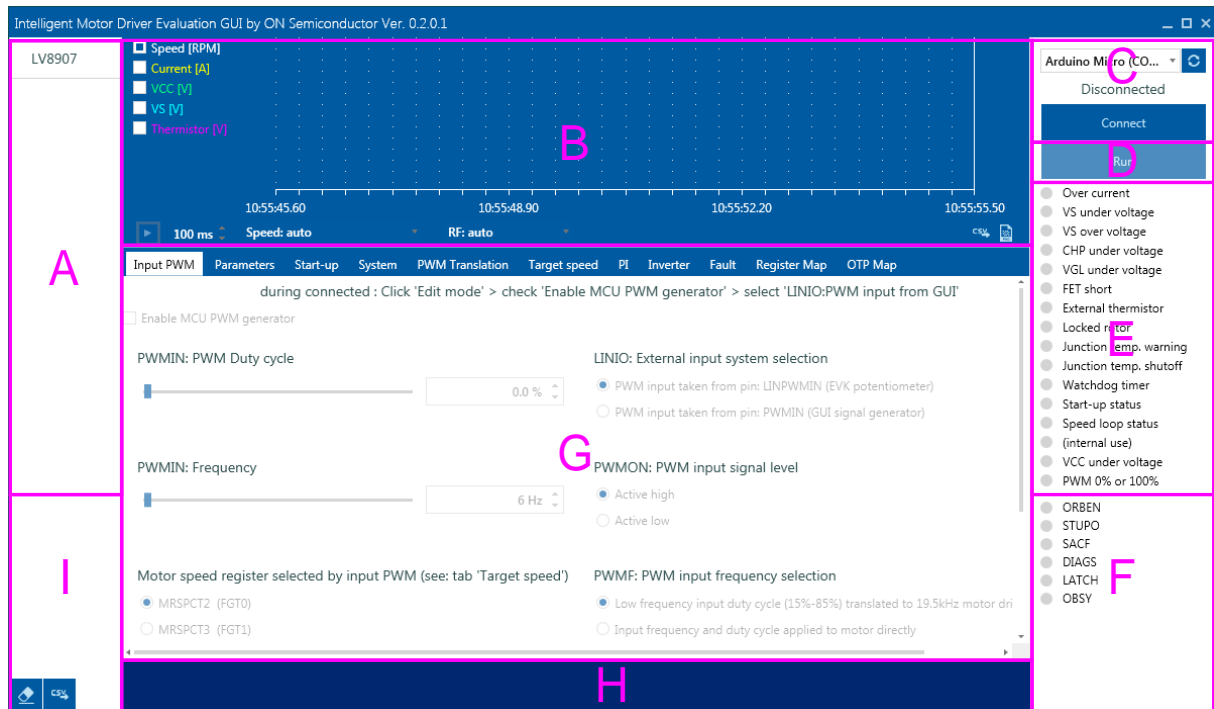 Intelligent Motor Driver Evaluation GUI by ON Semiconductor Ver. 0.2.0.1
LV8907
A
Speed [RPM]
Current [A]
VCC [V]
VS [V]
Thermistor [V]
B
10:55:45.60 10:55:48.90 10:55:52.20 10:55:55.50
100 ms Speed: auto RF: auto CSV
Arduino Micro (CO...
C
Disconnected
Connect
Run
D
Input PWM Parameters Start-up System PWM Translation Target speed PI Inverter Fault Register Map OTP Map
during connected : Click 'Edit mode' > check 'Enable MCU PWM generator' > select 'LINIO:PWM input from GUI'
Enable MCU PWM generator
PWMIN: PWM Duty cycle
0.0 %
LINIO: External input system selection
PWM input taken from pin: LINPWMIN (EVK potentiometer)
PWM input taken from pin: PWMIN (GUI signal generator)
G
PWMIN: Frequency
6 Hz
PWMON: PWM input signal level
Active high
Active low
Motor speed register selected by input PWM (see: tab 'Target speed')
MRSPCT2 (FGT0)
MRSPCT3 (FGT1)
PWMF: PWM input frequency selection
Low frequency input duty cycle (15%-85%) translated to 19.5kHz motor dri
Input frequency and duty cycle applied to motor directly
Over current
VS under voltage
VS over voltage
CHP under voltage
VGL under voltage
FET short
External thermistor
Locked rotor
E
Junction temp. warning
Junction temp. shutoff
Watchdog timer
Start-up status
Speed loop status
(internal use)
VCC under voltage
PWM 0% or 100%
ORBEN
STUPO
SACF
DIAGS
LATCH
OBSY
F
I
CSV
H